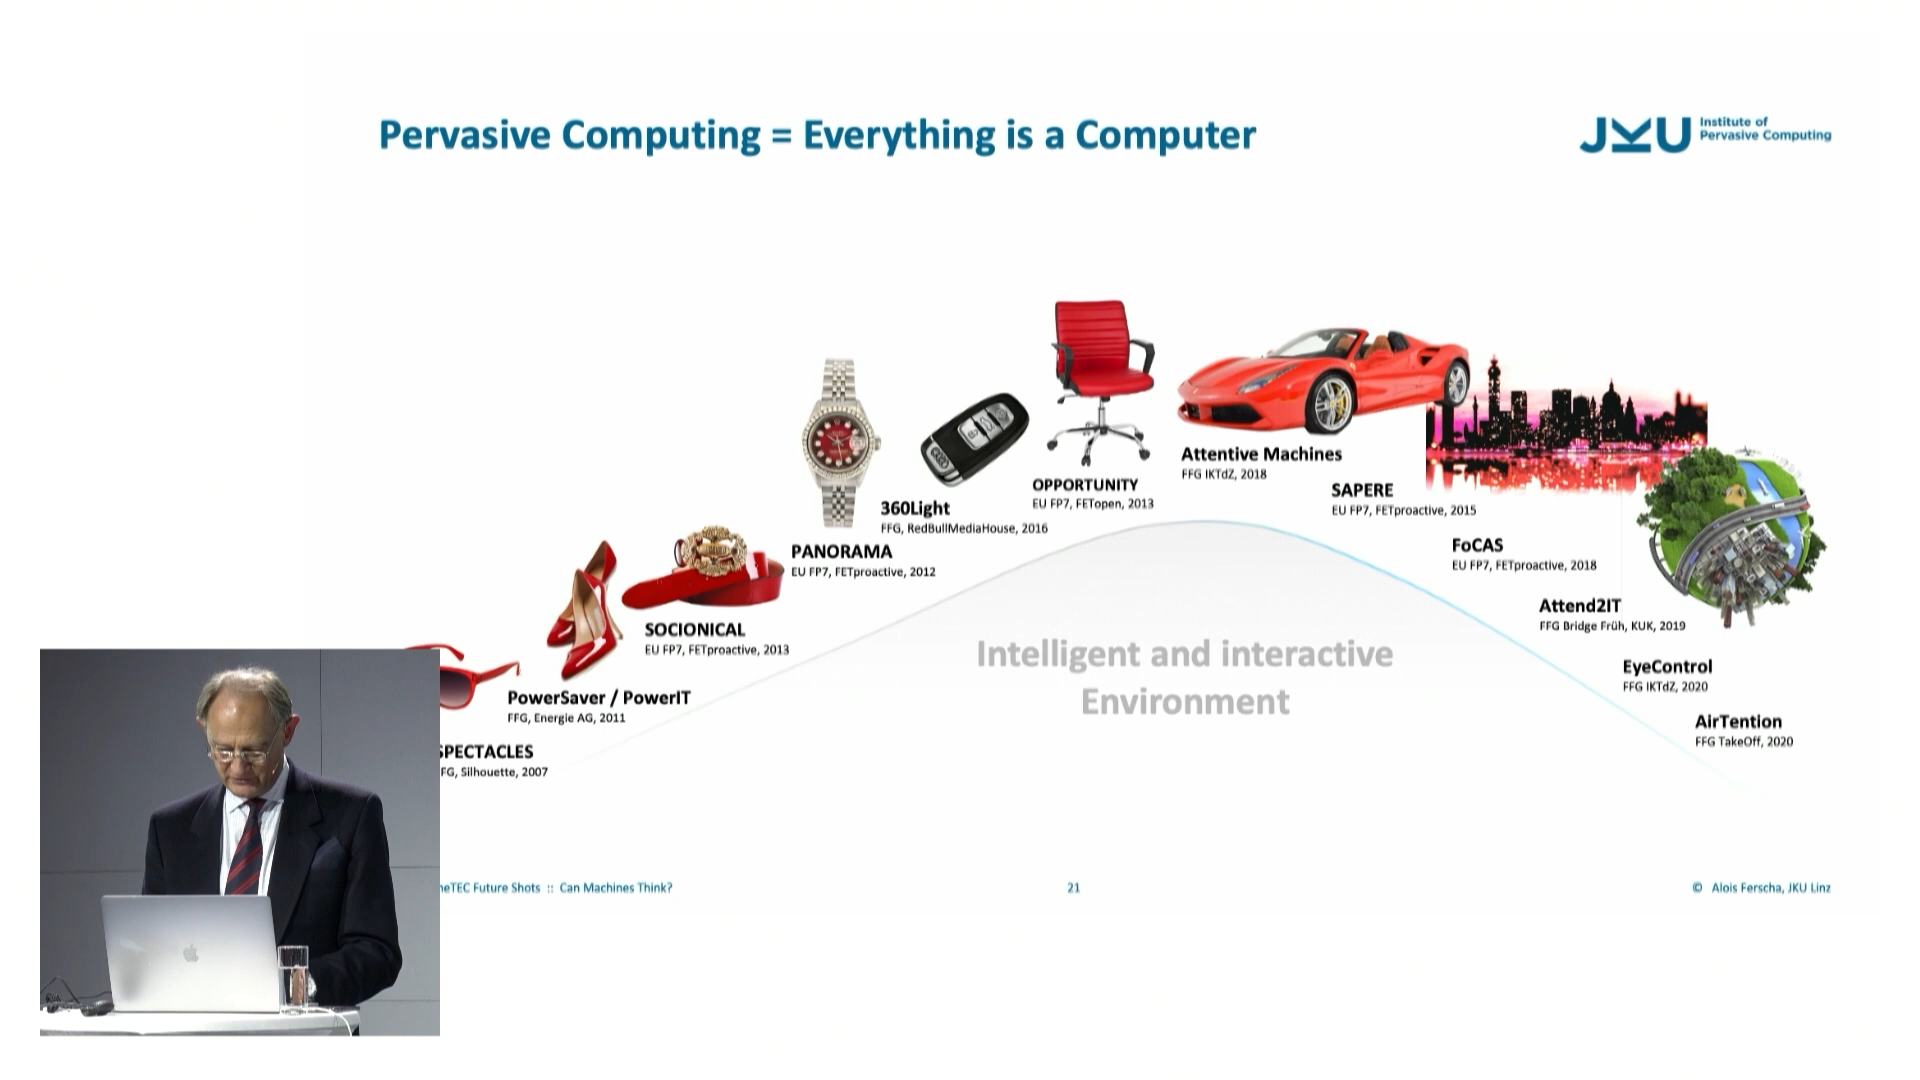 Pervasive Computing = Everything is a Computer
JKU Institute of
Pervasive Computing
OPPORTUNITY
EU FP7, FETopen, 2013
Attentive Machines
FFG IKTdZ, 2018
360Light
FFG, RedBullMediaHouse, 2016
SAPERE
EU FP7, FETproactive, 2015
PANORAMA
EU FP7, FETproactive, 2012
FoCAS
EU FP7, FETproactive, 2018
SOCIONICAL
EU FP7, FETproactive, 2013
Attend2IT
FFG Bridge Früh, KUK, 2019
PowerSaver / PowerIT
FFG, Energie AG, 2011
Intelligent and interactive
Environment
EyeControl
FFG IKTdZ, 2020
SPECTACLES
FG, Silhouette, 2007
AirTention
FFG TakeOff, 2020
neTEC Future Shots :: Can Machines Think?
21
© Alois Ferscha, JKU Linz